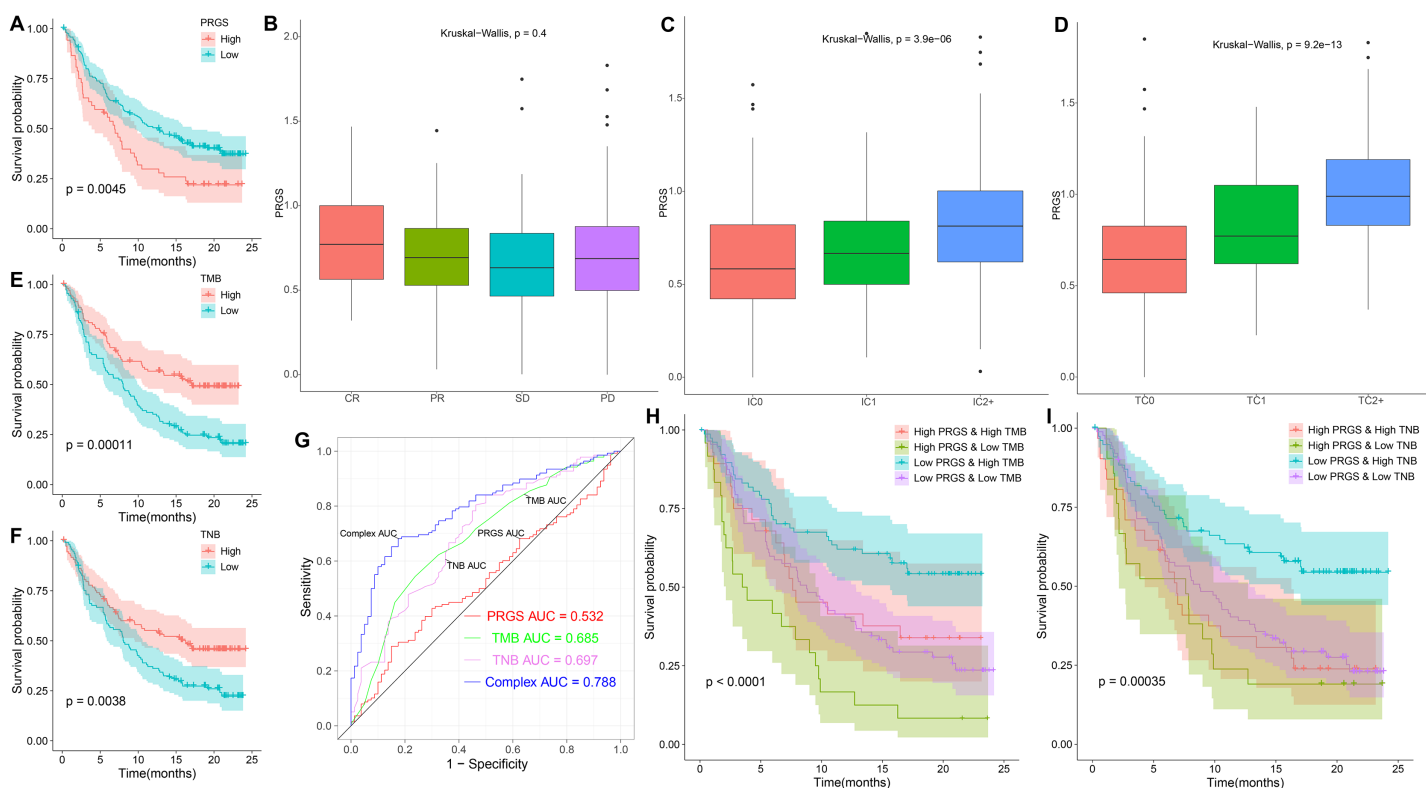 A
PRGS
High
Low
1.00
0.75
0.50
0.25
0.00
Survival probability
p = 0.0045
0 5 10 15 20 25
Time(months)
B
Kruskal−Wallis, p = 0.4
2.0
1.5
1.0
0.5
0.0
PRGS
CR PR SD PD
C
Kruskal−Wallis, p = 3.9e−06
1.5
1.0
0.5
0.0
PRGS
IC0 IC1 IC2+
D
Kruskal−Wallis, p = 9.2e−13
1.5
1.0
0.5
0.0
PRGS
TC0 TC1 TC2+
E
TMB
High
Low
1.00
0.75
0.50
0.25
0.00
Survival probability
p = 0.00011
0 5 10 15 20 25
Time(months)
F
TNB
High
Low
1.00
0.75
0.50
0.25
0.00
Survival probability
p = 0.0038
0 5 10 15 20 25
Time(months)
G
1.0
0.8
0.6
0.4
0.2
0.0
Sensitivity
TMB AUC
Complex AUC
PRGS AUC
TNB AUC
PRGS AUC = 0.532
TMB AUC = 0.685
TNB AUC = 0.697
Complex AUC = 0.788
0.0 0.2 0.4 0.6 0.8 1.0
1 − Specificity
H
High PRGS & High TMB
High PRGS & Low TMB
Low PRGS & High TMB
Low PRGS & Low TMB
1.00
0.75
0.50
0.25
0.00
Survival probability
p < 0.0001
0 5 10 15 20 25
Time(months)
I
High PRGS & High TNB
High PRGS & Low TNB
Low PRGS & High TNB
Low PRGS & Low TNB
1.00
0.75
0.50
0.25
0.00
Survival probability
p = 0.00035
0 5 10 15 20 25
Time(months)